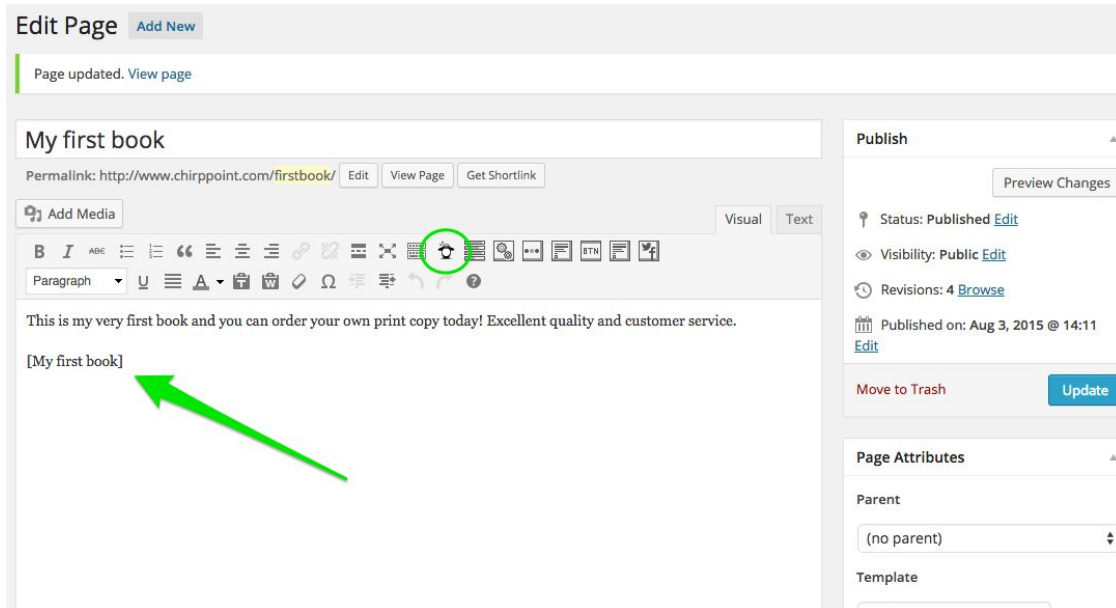 Edit Page Add New
Page updated. View page
My first book
Permalink: http://www.chirppoint.com/firstbook/ Edit View Page Get Shortlink
Add Media
Visual Text
B I ABC
BTN
Paragraph U A T W Ω ?
This is my very first book and you can order your own print copy today! Excellent quality and customer service.
[My first book]
Publish
Preview Changes
Status: Published Edit
Visibility: Public Edit
Revisions: 4 Browse
Published on: Aug 3, 2015 @ 14:11
Edit
Move to Trash Update
Page Attributes
Parent
(no parent)
Template